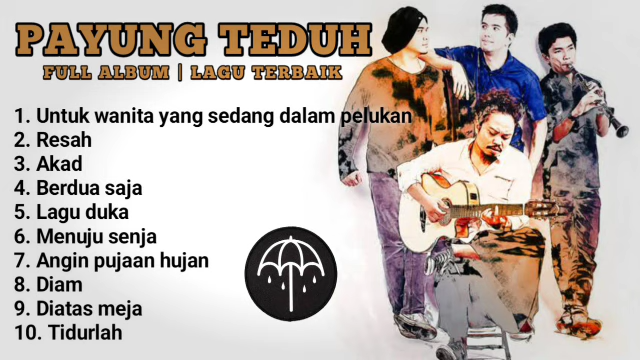 PAYUNG TEDUH
FULL ALBUM | LAGU TERBAIK
1. Untuk wanita yang sedang dalam pelukan
2. Resah
3. Akad
4. Berdua saja
5. Lagu duka
6. Menuju senja
7. Angin pujaan hujan
8. Diam
9. Diatas meja
10. Tidurlah